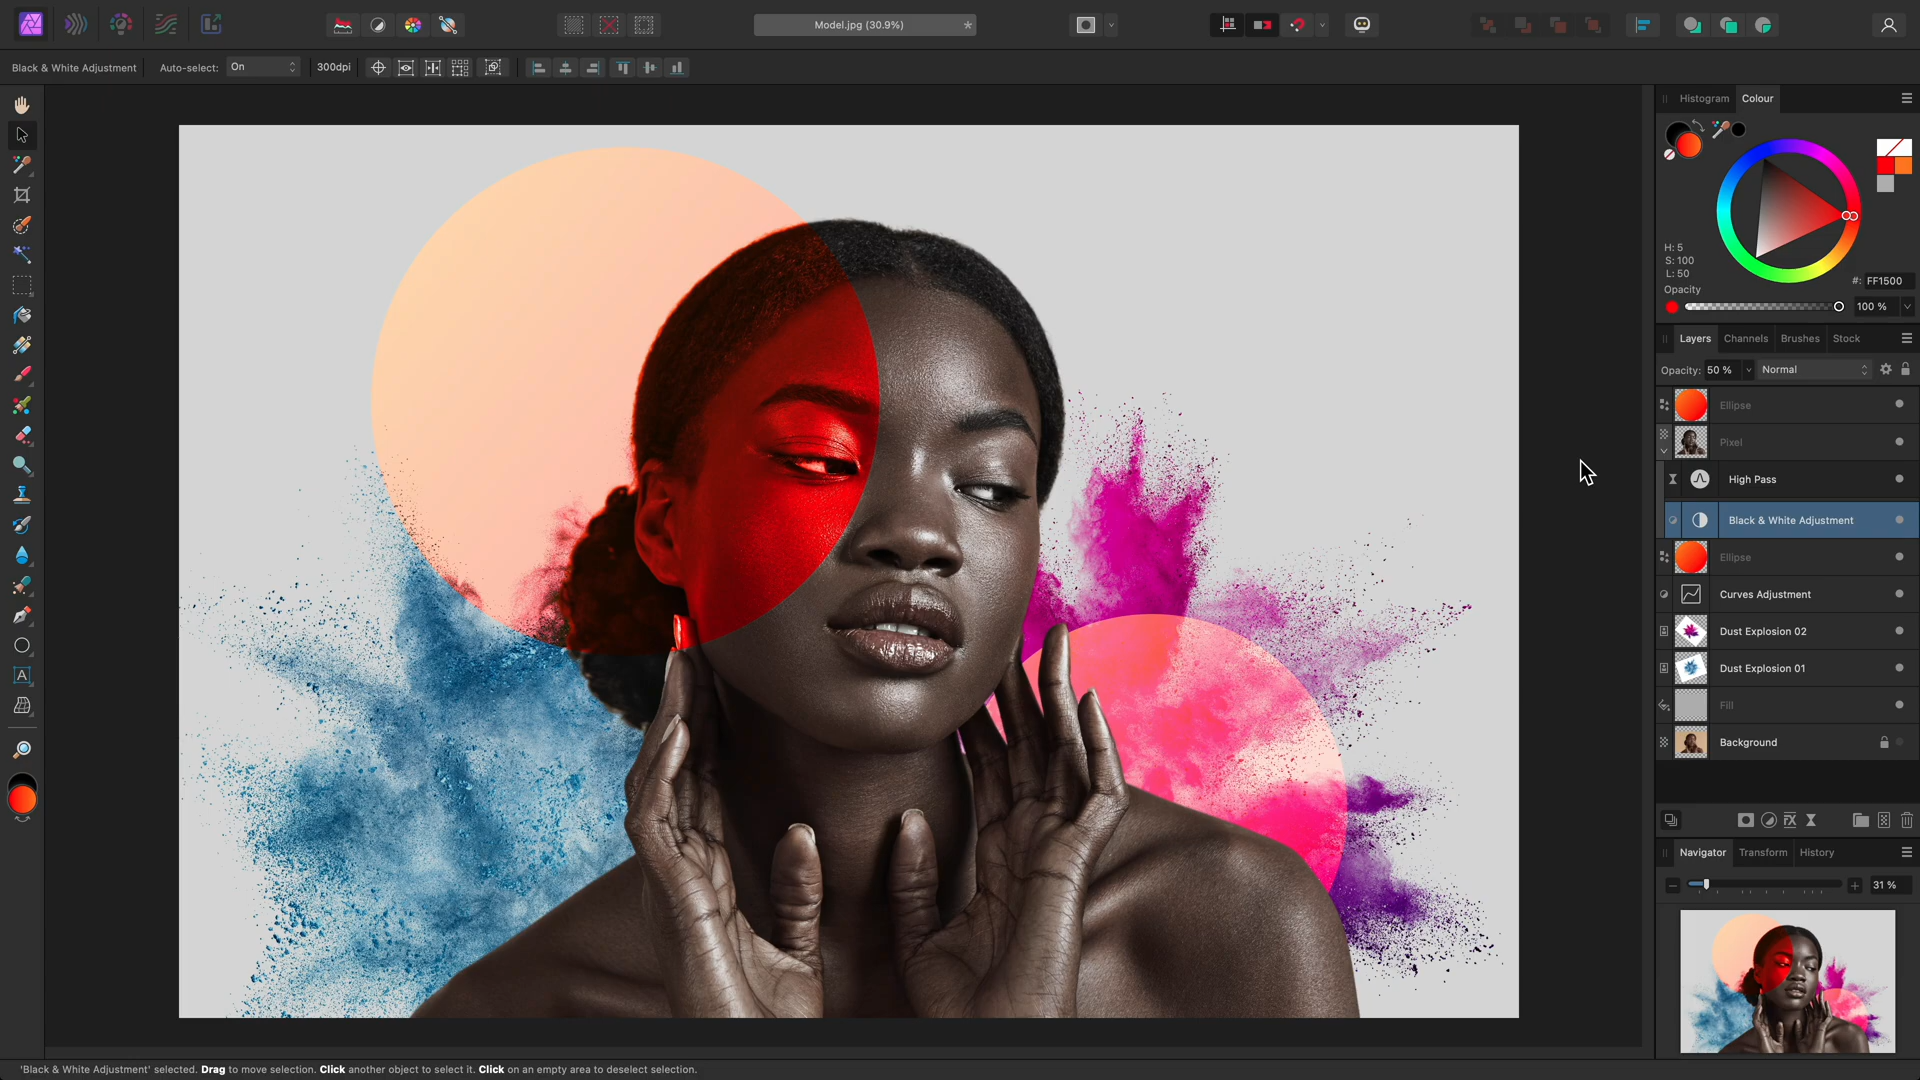 Model.jpg (30.9%)
*
Black & White Adjustment
Auto-select:
On
300dpi
Histogram
Colour
H: 5
S: 100
L: 50
#:
FF1500
Opacity
100 %
Layers
Channels
Brushes
Stock
Opacity:
50 %
Normal
Ellipse
Pixel
High Pass
Black & White Adjustment
Ellipse
Curves Adjustment
Dust Explosion 02
Dust Explosion 01
Fill
Background
Navigator
Transform
History
31 %
'Black & White Adjustment' selected. Drag to move selection. Click another object to select it. Click on an empty area to deselect selection.